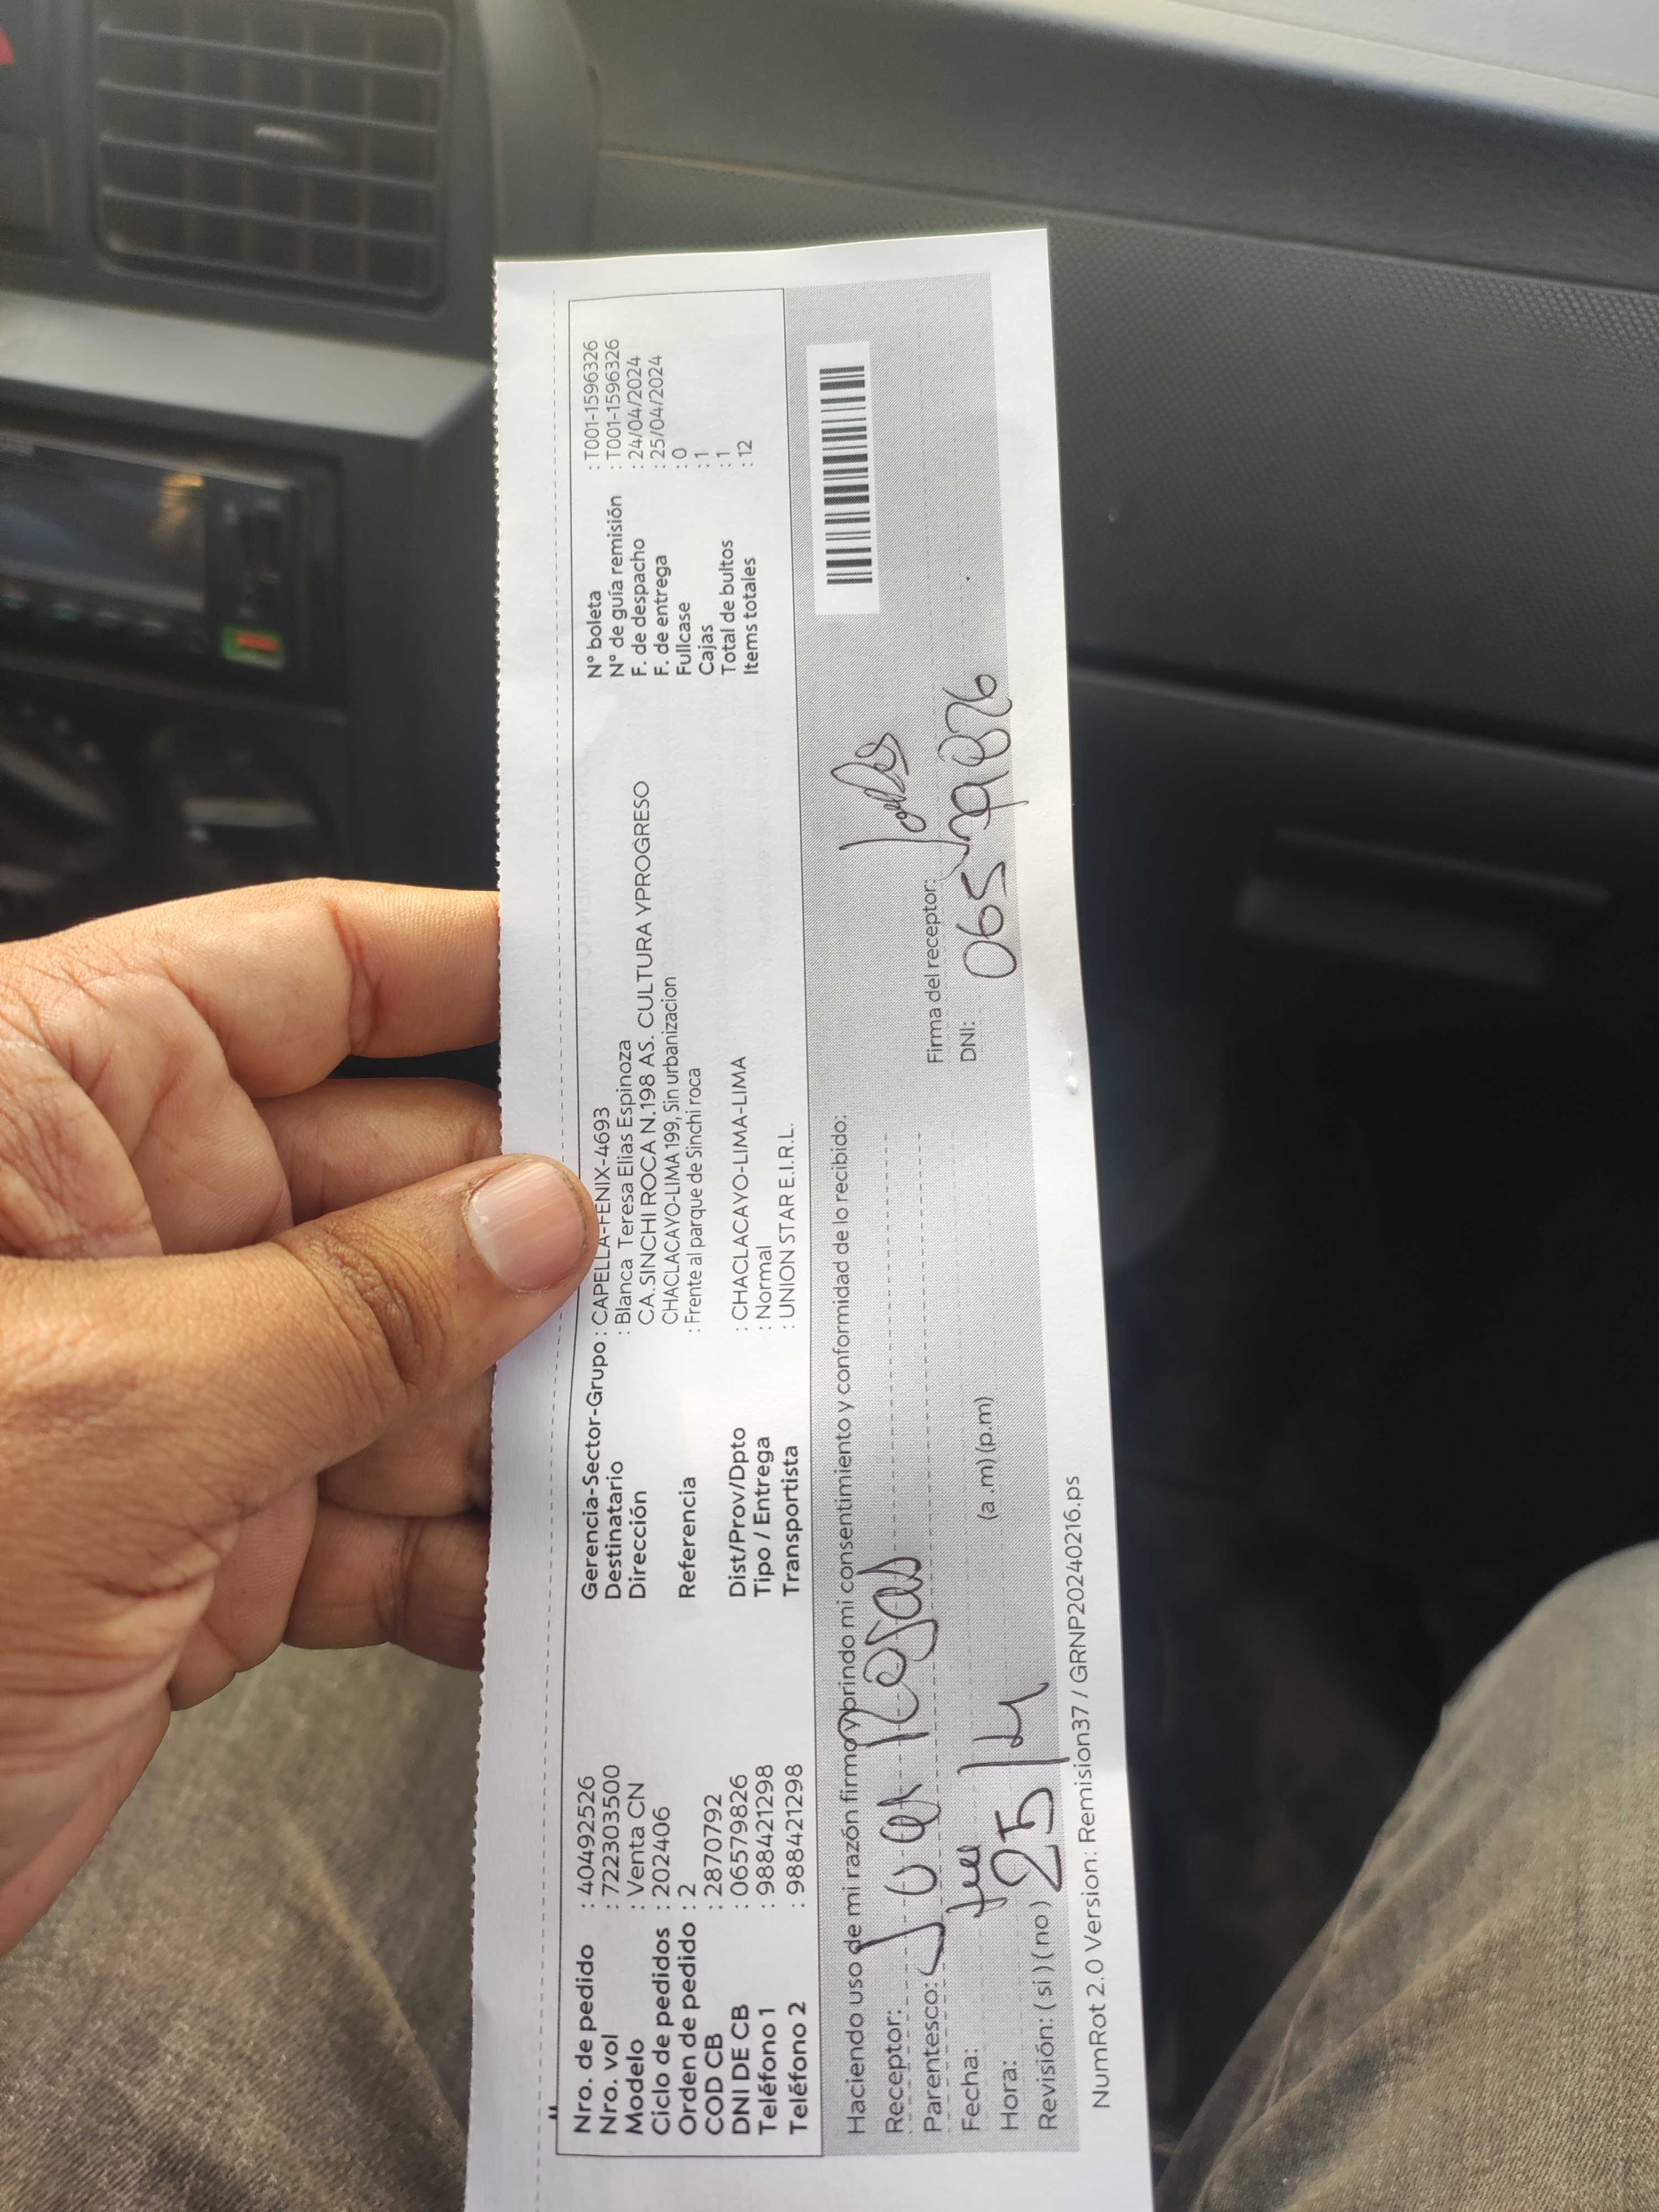 Nro. de pedido : 40492526
Nro. vol : 722303500
Modelo : Venta CN
Ciclo de pedidos : 202406
Orden de pedido : 2
COD CB : 2870792
DNI DE CB : 06579826
Teléfono 1 : 988421298
Teléfono 2 : 988421298
Gerencia-Sector-Grupo : CAPELLA-FENIX-4693
Destinatario : Blanca Teresa Elias Espinoza
Dirección CA. SINCHI ROCA N.198 AS. CULTURA YPROGRESO
CHACLACAYO-LIMA 199, Sin urbanizacion
Referencia : Frente al parque de Sinchi roca
Dist/Prov/Dpto : CHACLACAYO-LIMA-LIMA
Tipo / Entrega : Normal
Transportista : UNION STAR E.I.R.L.
N° boleta : T001-1596326
N° de guía remisión : T001-1596326
F. de despacho : 24/04/2024
F. de entrega : 25/04/2024
Fullcase : 0
Cajas : 1
Total de bultos : 1
Items totales : 12
Haciendo uso de mi razón firmo y brindo mi consentimiento y conformidad de lo recibido:
Receptor: Rojas
Parentesco:
Fecha:
Hora: 25/4 (a .m) (p.m)
Revisión: ( si ) ( no )
Firma del receptor:
DNI: 06579826
NumRot 2.0 Version: Remision37 / GRNP20240216.ps